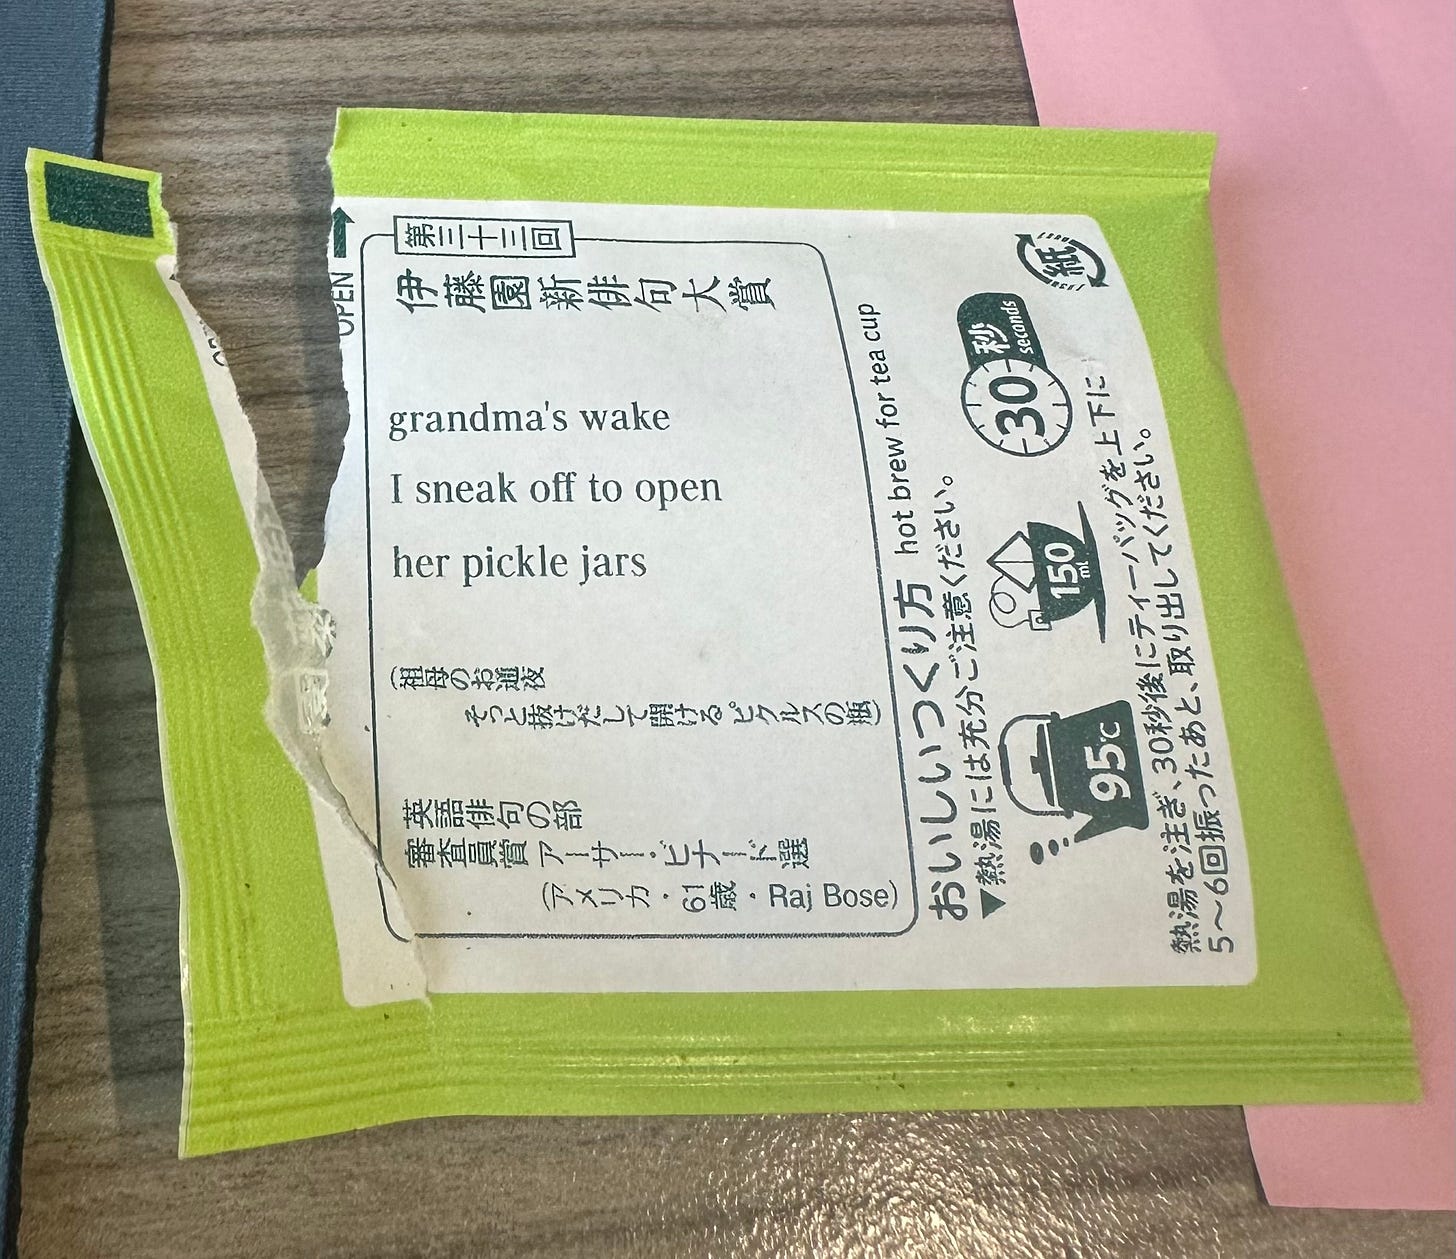 OPEN
第三十三回
伊藤園新俳句大賞
grandma's wake
I sneak off to open
her pickle jars
(祖母のお通夜
そっと抜けだして開けるピクルスの瓶)
英語俳句の部
審査員賞 アーサー・ビナード選
(アメリカ・61歳・Raj Bose)
おいしいつくり方 hot brew for tea cup
▼熱湯には充分ご注意ください。
95℃
150ml
30秒
seconds
熱湯を注ぎ、30秒後にティーバッグを上下に
5〜6回振ったあと、取り出してください。
紙